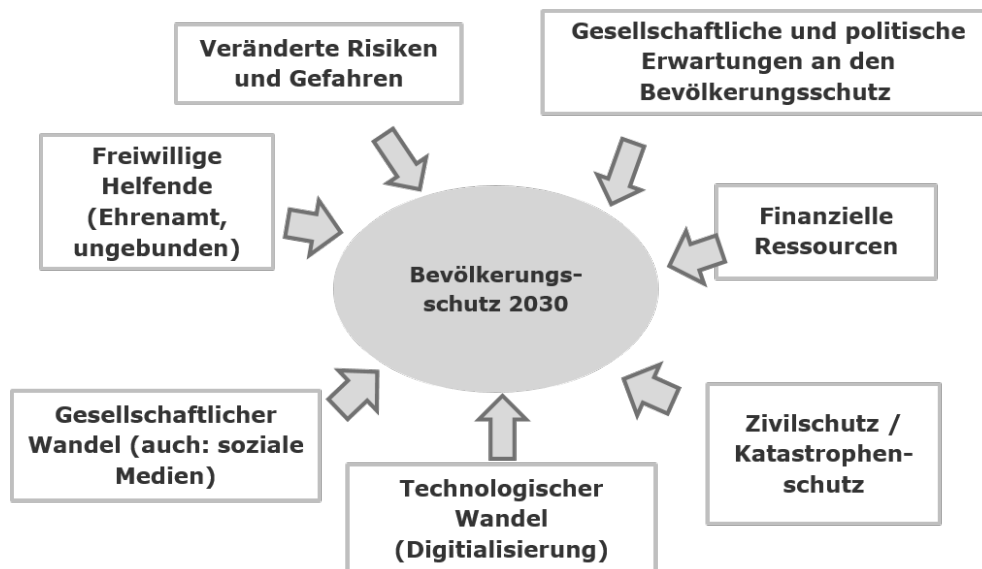 Veränderte Risiken
und Gefahren
Gesellschaftliche und politische
Erwartungen an den
Bevölkerungsschutz
Freiwillige
Helfende
(Ehrenamt,
ungebunden)
Finanzielle
Ressourcen
Bevölkerungs-
schutz 2030
Gesellschaftlicher
Wandel (auch: soziale
Medien)
Zivilschutz /
Katastrophen-
schutz
Technologischer
Wandel
(Digitialisierung)